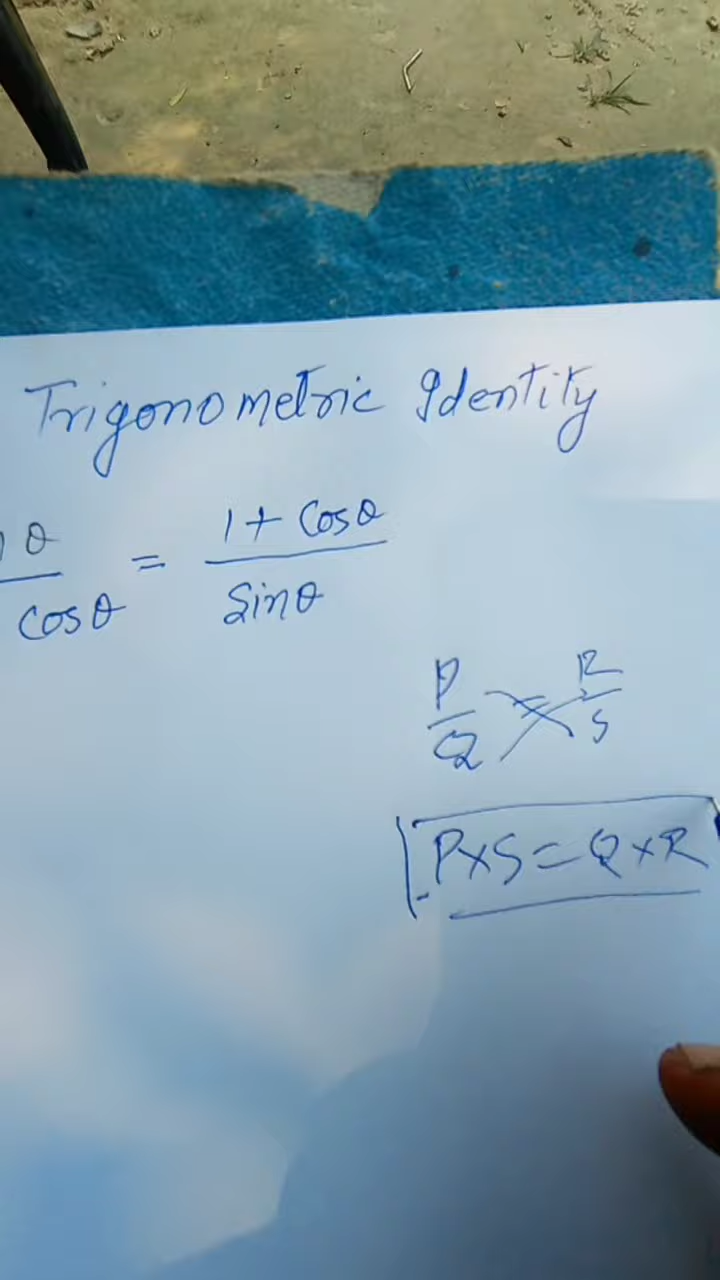 Trigonometric Identity
θ / cosθ = 1 + cosθ / sinθ
P/Q = R/S
P×S = Q×R